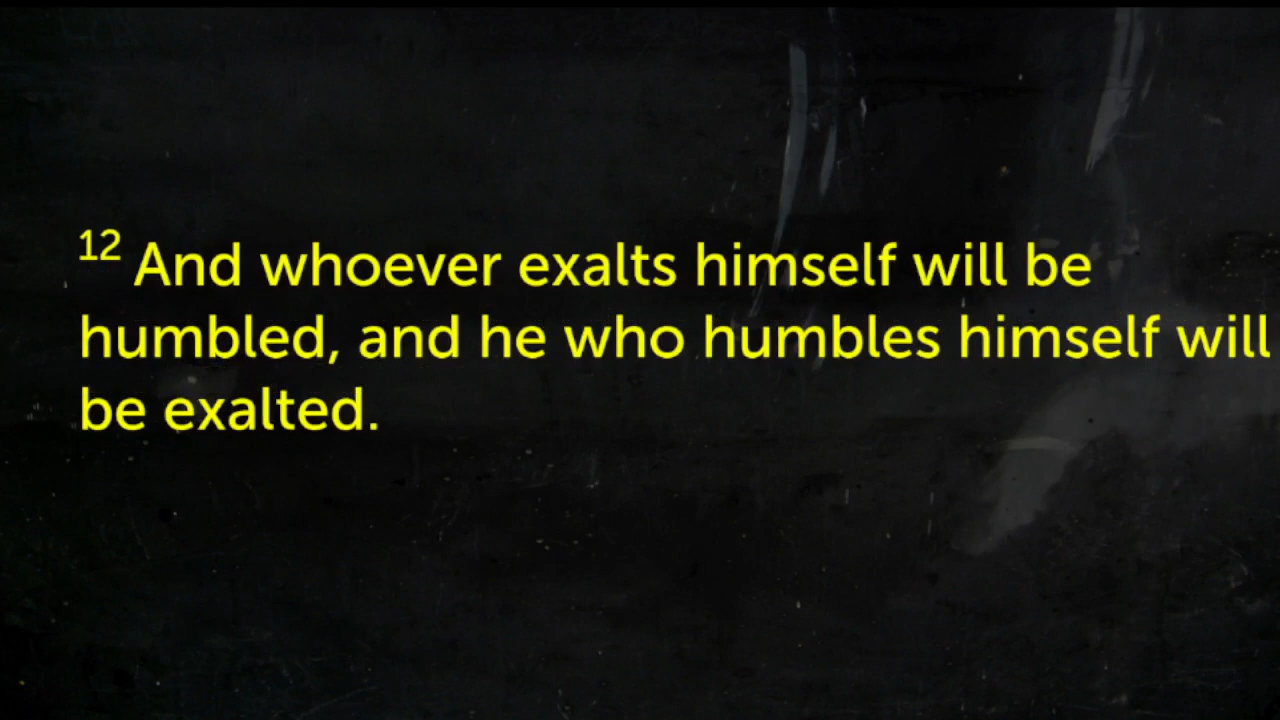 12 And whoever exalts himself will be
humbled, and he who humbles himself will
be exalted.